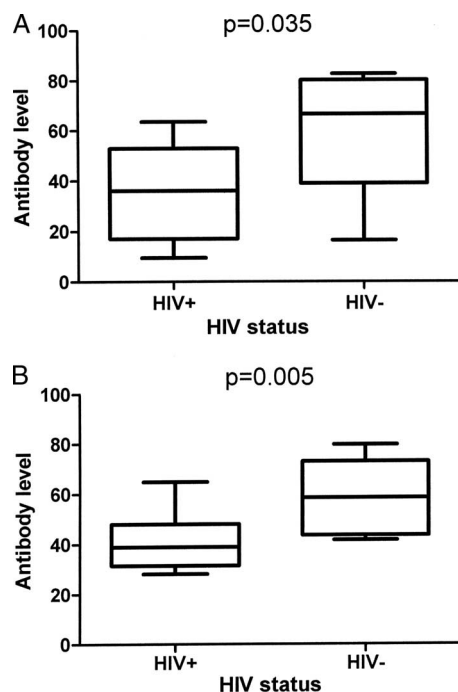 A
p=0.035
100
80
60
40
20
0
Antibody level
HIV+ HIV-
HIV status
B
p=0.005
100
80
60
40
20
0
Antibody level
HIV+ HIV-
HIV status